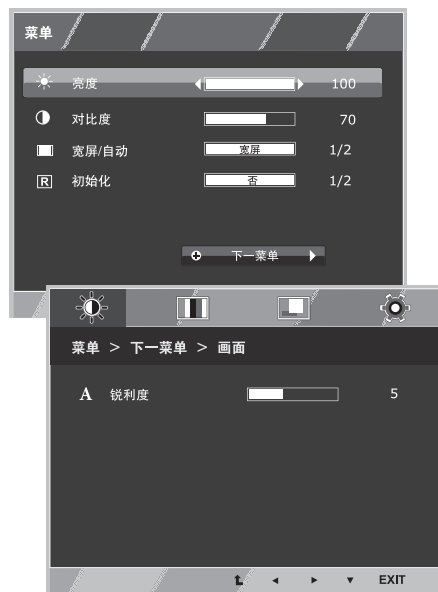 菜单
亮度 100
对比度 70
宽屏/自动 宽屏 1/2
R 初始化 否 1/2
下一菜单
菜单 > 下一菜单 > 画面
A 锐利度 5
EXIT